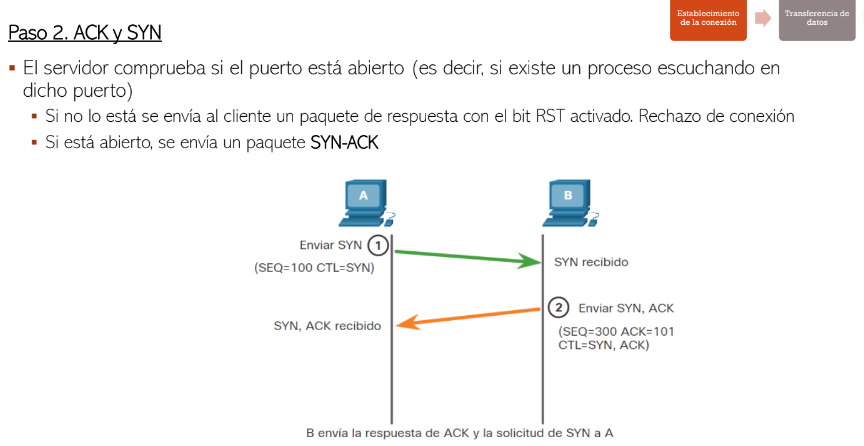 Establecimiento
de la conexión
Transferencia de
datos
Paso 2. ACK y SYN
El servidor comprueba si el puerto está abierto (es decir, si existe un proceso escuchando en
dicho puerto)
Si no lo está se envía al cliente un paquete de respuesta con el bit RST activado. Rechazo de conexión
Si está abierto, se envía un paquete SYN-ACK
A
B
Enviar SYN 1
(SEQ=100 CTL=SYN)
SYN recibido
2 Enviar SYN, ACK
SYN, ACK recibido
(SEQ=300 ACK=101
CTL=SYN, ACK)
B envía la respuesta de ACK y la solicitud de SYN a A